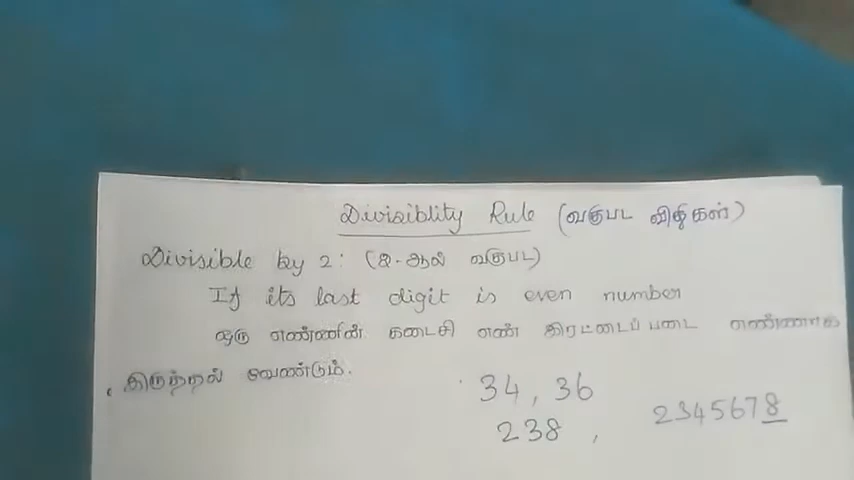 Divisiblity Rule (வகுபட விதிகள்)
Divisible by 2: (2-ஆல் வகுபட)
If its last digit is even number
ஒரு எண்ணின் கடைசி எண் இரட்டைப் படை எண்ணாக
இருத்தல் வேண்டும்.
34, 36
238, 2345678